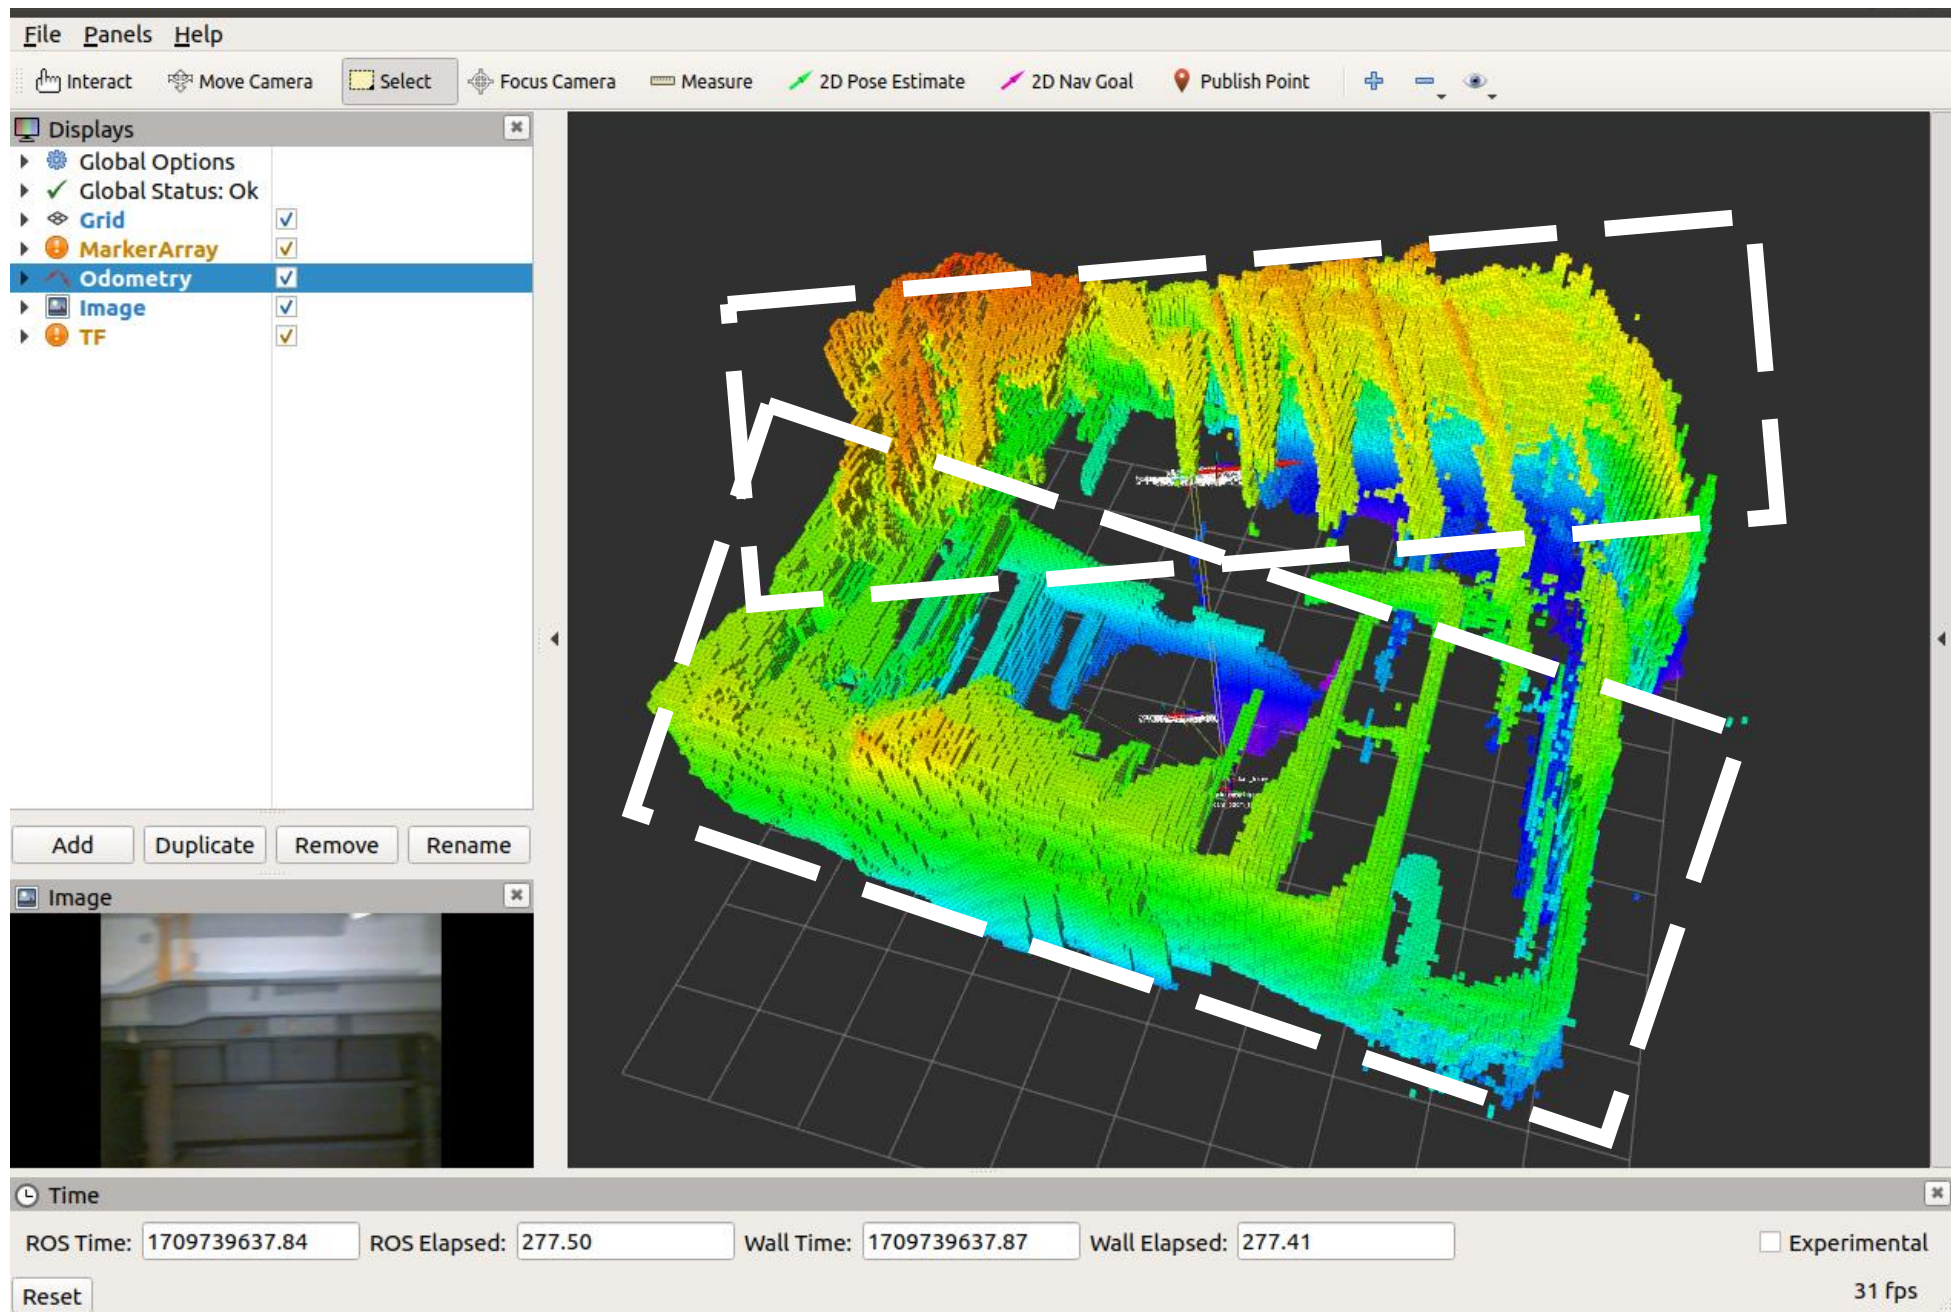 File Panels Help
Interact Move Camera Select Focus Camera Measure 2D Pose Estimate 2D Nav Goal Publish Point
Displays
Global Options
Global Status: Ok
Grid
MarkerArray
Odometry
Image
TF
Add Duplicate Remove Rename
Image
Time
ROS Time: 1709739637.84 ROS Elapsed: 277.50 Wall Time: 1709739637.87 Wall Elapsed: 277.41 Experimental
Reset 31 fps